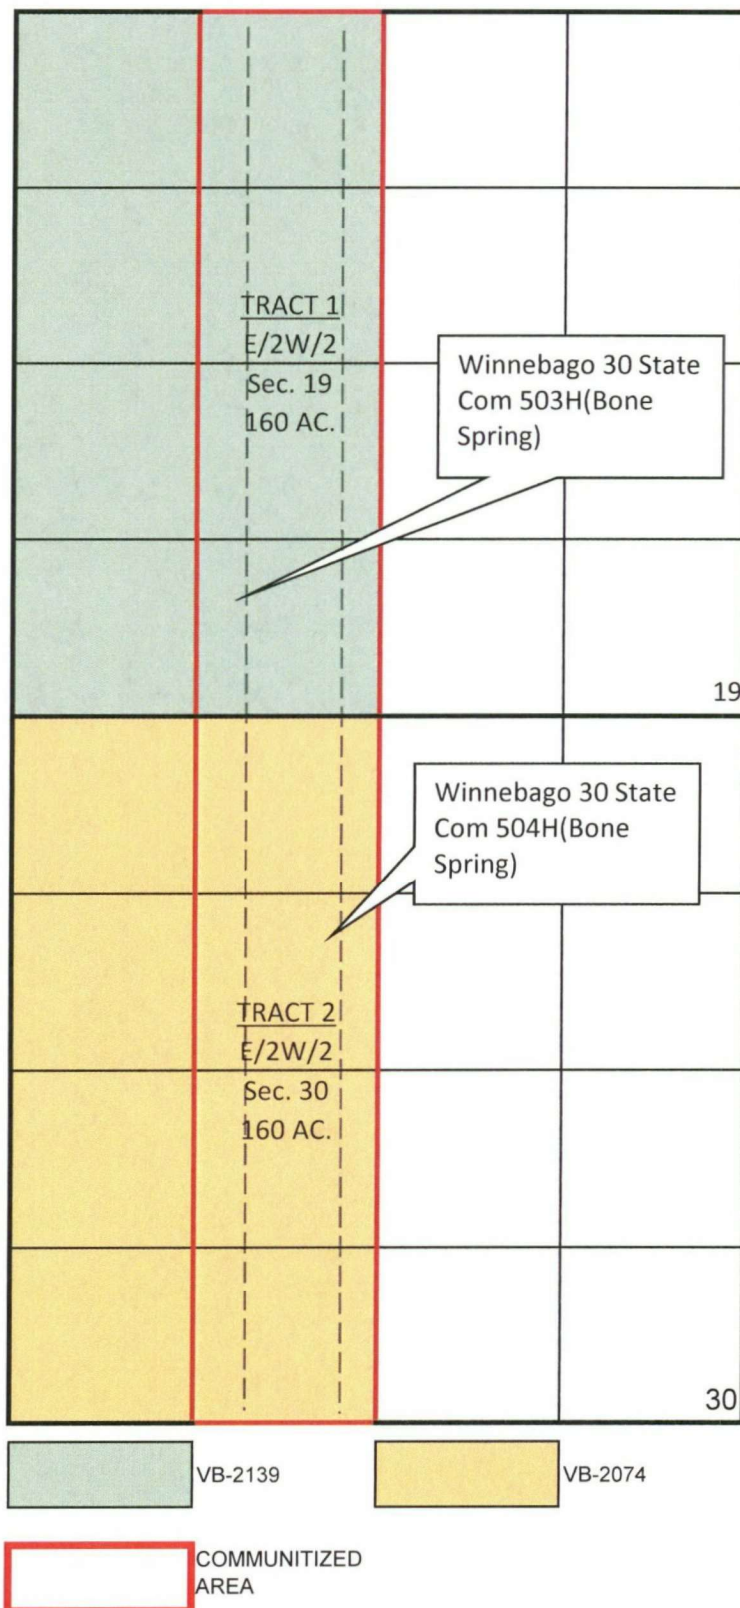 TRACT 1
E/2W/2
Sec. 19
160 AC.
Winnebago 30 State
Com 503H(Bone
Spring)
19
Winnebago 30 State
Com 504H(Bone
Spring)
TRACT 2
E/2W/2
Sec. 30
160 AC.
30
VB-2139
VB-2074
COMMUNITIZED
AREA